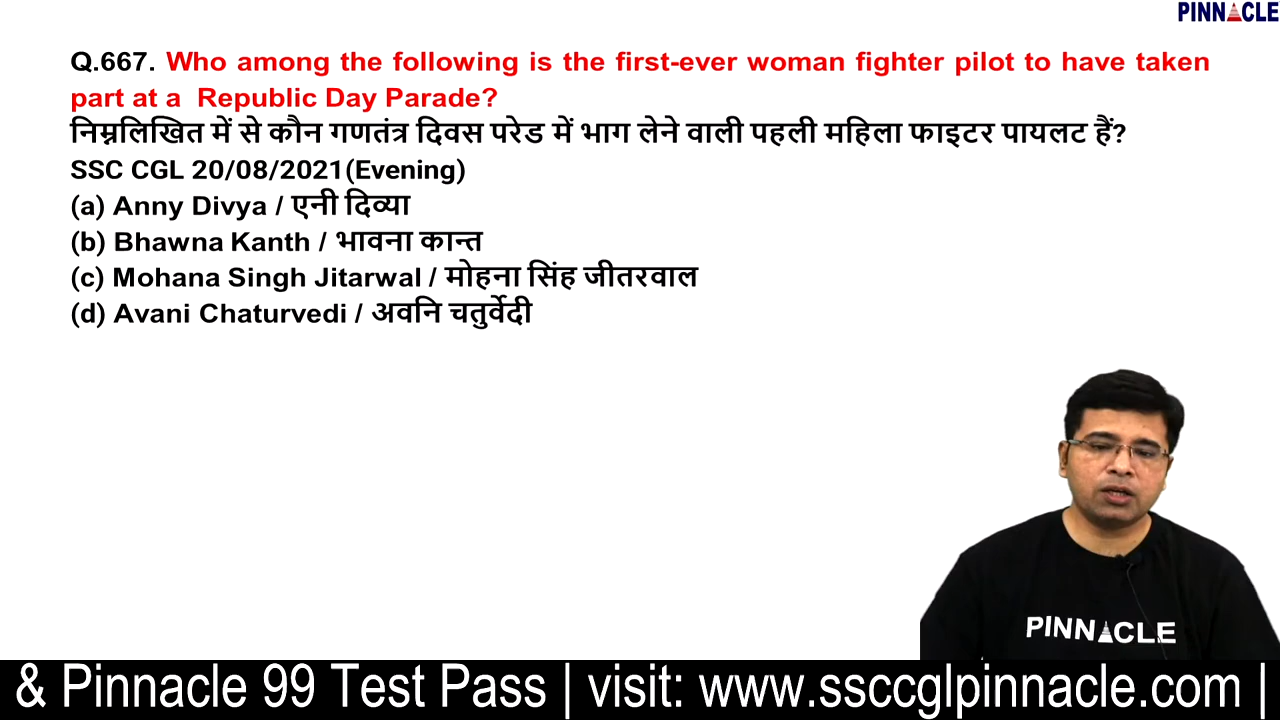 PINNACLE
Q.667. Who among the following is the first-ever woman fighter pilot to have taken
part at a Republic Day Parade?
निम्नलिखित में से कौन गणतंत्र दिवस परेड में भाग लेने वाली पहली महिला फाइटर पायलट हैं?
SSC CGL 20/08/2021(Evening)
(a) Anny Divya / एनी दिव्या
(b) Bhawna Kanth / भावना कान्त
(c) Mohana Singh Jitarwal / मोहना सिंह जीतरवाल
(d) Avani Chaturvedi / अवनि चतुर्वेदी
PINNACLE
& Pinnacle 99 Test Pass | visit: www.ssccglpinnacle.com |